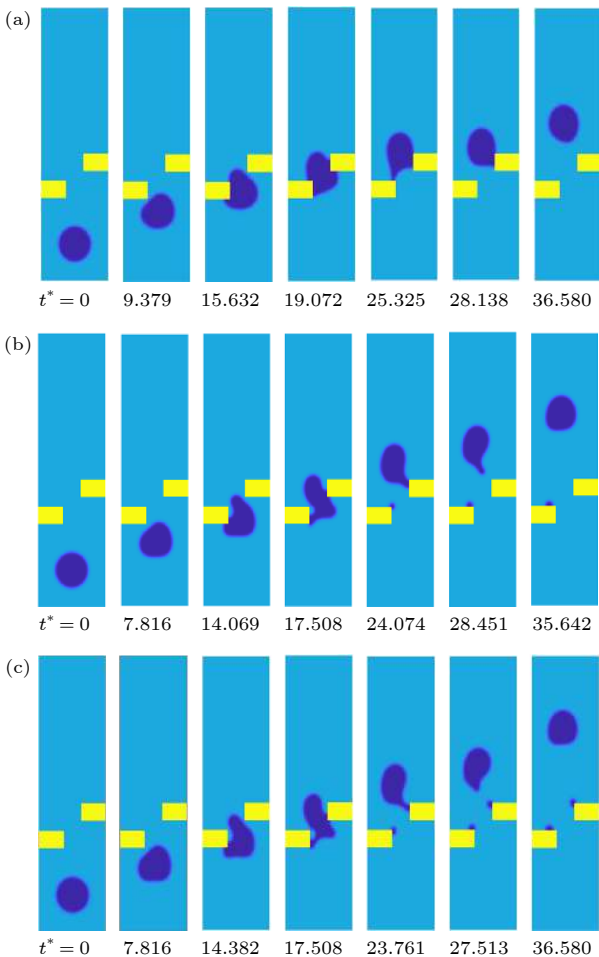 (a)
t* = 0 9.379 15.632 19.072 25.325 28.138 36.580
(b)
t* = 0 7.816 14.069 17.508 24.074 28.451 35.642
(c)
t* = 0 7.816 14.382 17.508 23.761 27.513 36.580